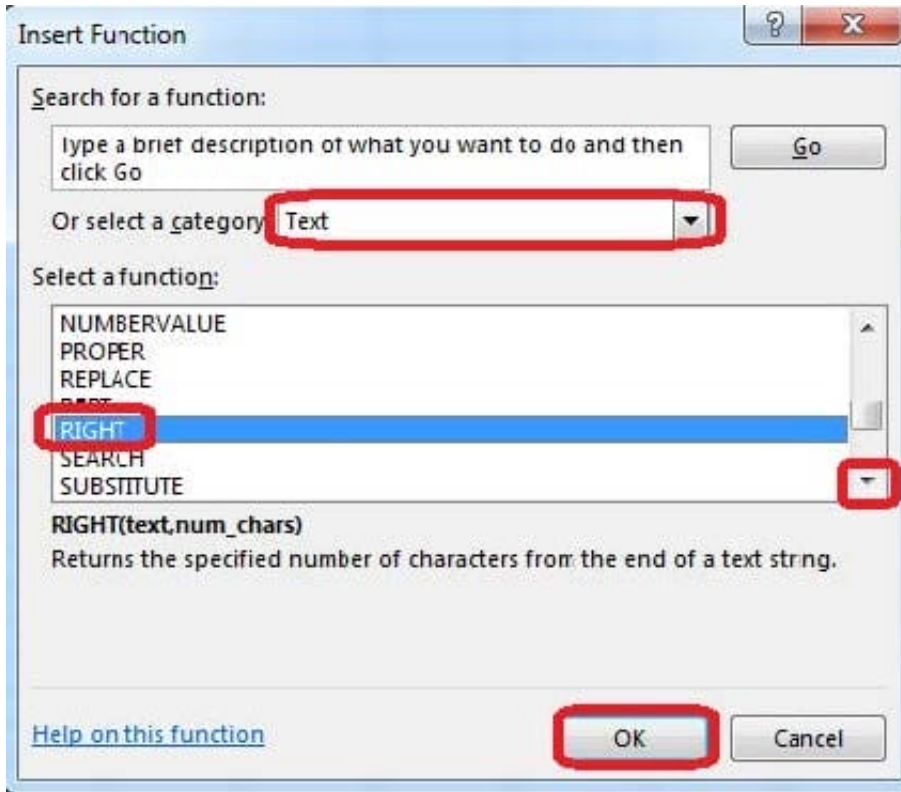 Insert Function
?
Search for a function:
Type a brief description of what you want to do and then
click Go
Go
Or select a category
Text
Select a function:
NUMBERVALUE
PROPER
REPLACE
REPT
RIGHT
SEARCH
SUBSTITUTE
RIGHT(text,num_chars)
Returns the specified number of characters from the end of a text string.
Help on this function
OK
Cancel